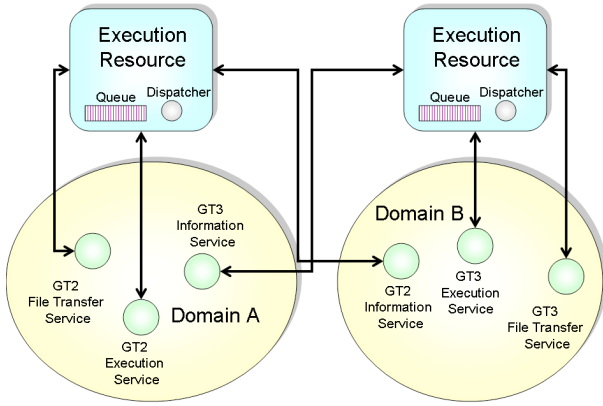 Execution
Resource
Queue
Dispatcher
Execution
Resource
Queue
Dispatcher
GT3
Information
Service
GT2
File Transfer
Service
GT2
Execution
Service
Domain A
Domain B
GT2
Information
Service
GT3
Execution
Service
GT3
File Transfer
Service